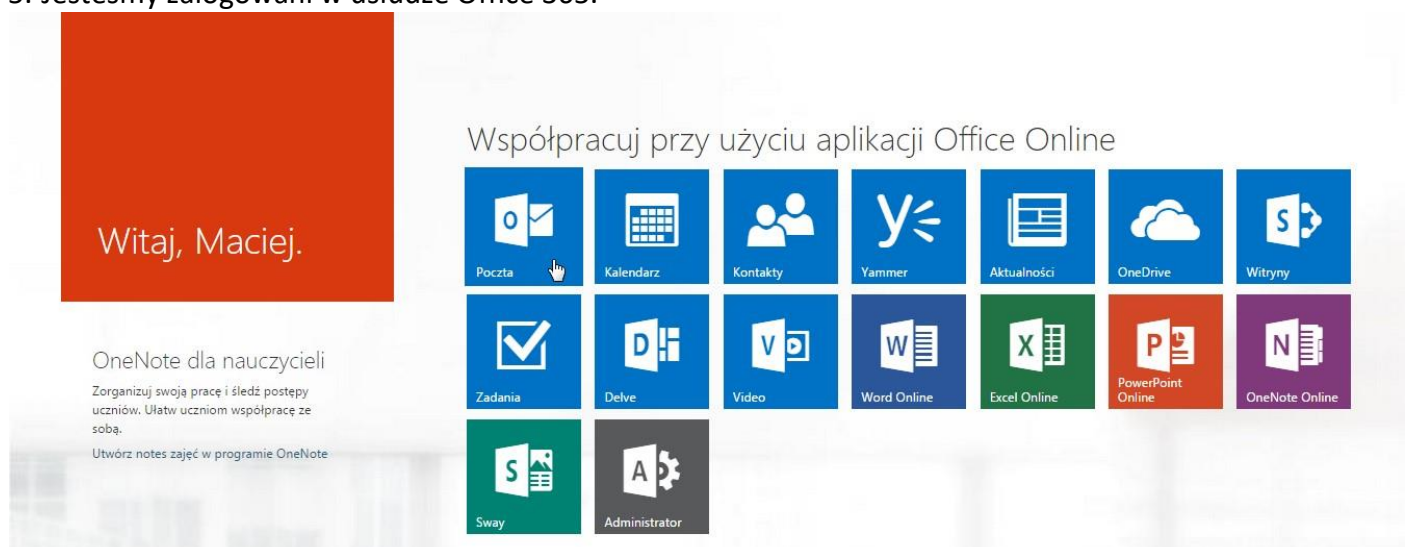 Współpracuj przy użyciu aplikacji Office Online
Witaj, Maciej.
Poczta
Kalendarz
Kontakty
Yammer
Aktualności
OneDrive
Witryny
OneNote dla nauczycieli
Zorganizuj swoją pracę i śledź postępy
uczniów. Ułatw uczniom współpracę ze
sobą.
Utwórz notes zajęć w programie OneNote
Zadania
Delve
Video
Word Online
Excel Online
PowerPoint
Online
OneNote Online
Sway
Administrator